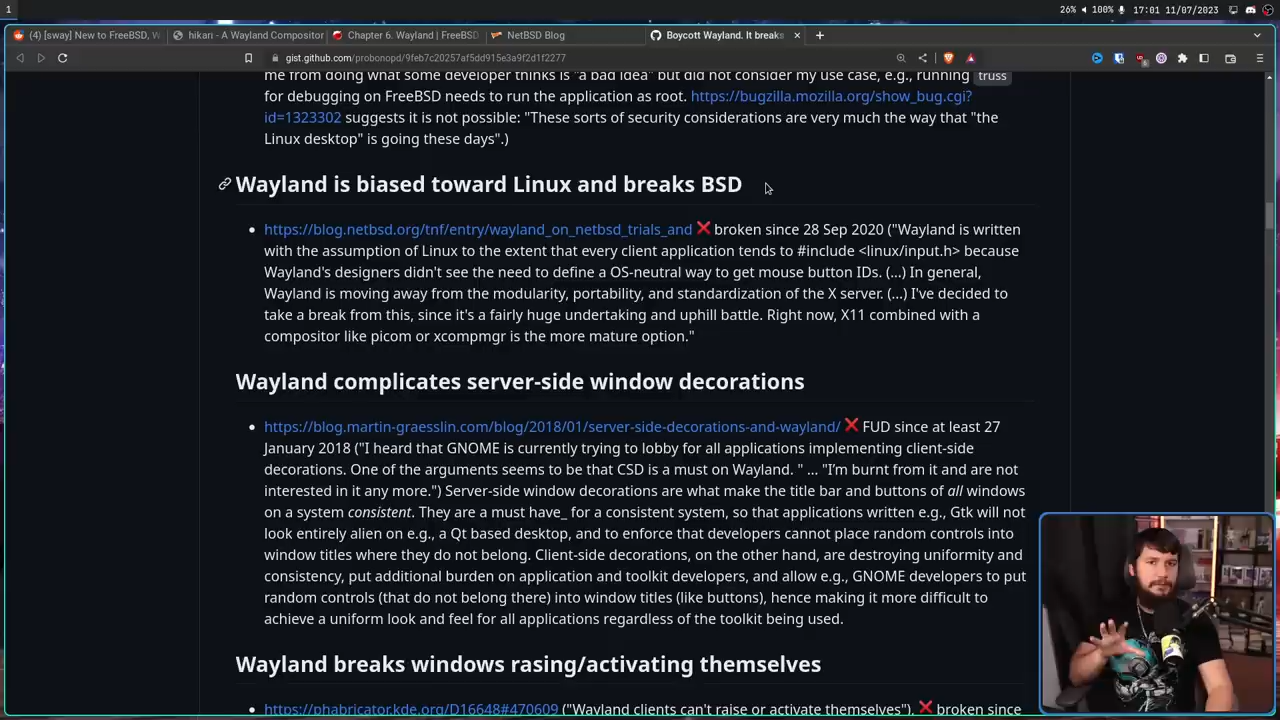 1
26% 100% 17:01 11/07/2023
(4) [sway] New to FreeBSD, W
hikari - A Wayland Compositor
Chapter 6. Wayland | FreeBSD
NetBSD Blog
Boycott Wayland. It breaks
gist.github.com/probonopd/9feb7c20257af5dd915e3a9f2d1f2277
me from doing what some developer thinks is "a bad idea" but did not consider my use case, e.g., running truss
for debugging on FreeBSD needs to run the application as root. https://bugzilla.mozilla.org/show_bug.cgi?
id=1323302 suggests it is not possible: "These sorts of security considerations are very much the way that "the
Linux desktop" is going these days".)
Wayland is biased toward Linux and breaks BSD
https://blog.netbsd.org/tnf/entry/wayland_on_netbsd_trials_and ❌ broken since 28 Sep 2020 ("Wayland is written
with the assumption of Linux to the extent that every client application tends to #include <linux/input.h> because
Wayland's designers didn't see the need to define a OS-neutral way to get mouse button IDs. (...) In general,
Wayland is moving away from the modularity, portability, and standardization of the X server. (...) I've decided to
take a break from this, since it's a fairly huge undertaking and uphill battle. Right now, X11 combined with a
compositor like picom or xcompmgr is the more mature option."
Wayland complicates server-side window decorations
https://blog.martin-graesslin.com/blog/2018/01/server-side-decorations-and-wayland/ ❌ FUD since at least 27
January 2018 ("I heard that GNOME is currently trying to lobby for all applications implementing client-side
decorations. One of the arguments seems to be that CSD is a must on Wayland. " ... "I'm burnt from it and are not
interested in it any more.") Server-side window decorations are what make the title bar and buttons of all windows
on a system consistent. They are a must have_ for a consistent system, so that applications written e.g., Gtk will not
look entirely alien on e.g., a Qt based desktop, and to enforce that developers cannot place random controls into
window titles where they do not belong. Client-side decorations, on the other hand, are destroying uniformity and
consistency, put additional burden on application and toolkit developers, and allow e.g., GNOME developers to put
random controls (that do not belong there) into window titles (like buttons), hence making it more difficult to
achieve a uniform look and feel for all applications regardless of the toolkit being used.
Wayland breaks windows rasing/activating themselves
https://phabricator.kde.org/D16648#470609 ("Wayland clients can't raise or activate themselves"). ❌ broken since